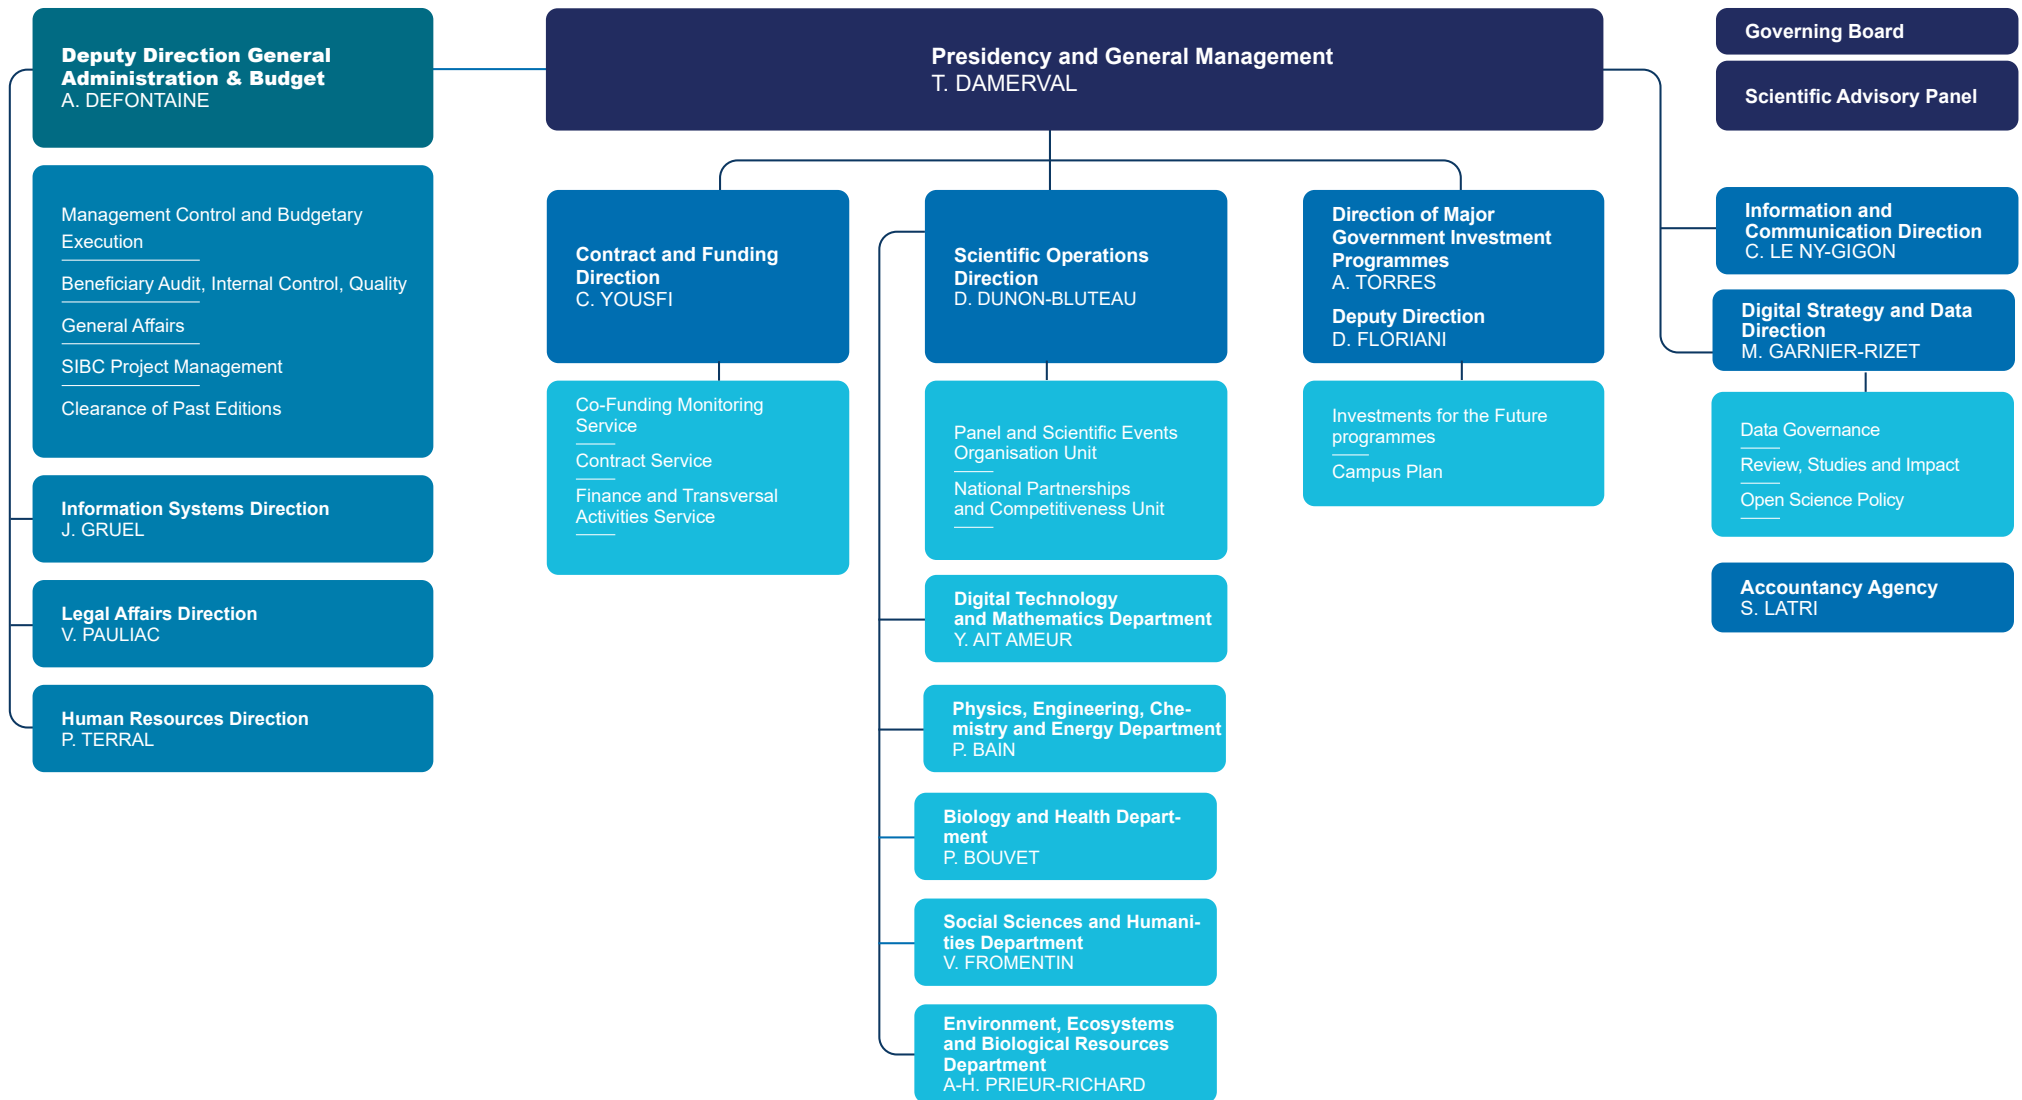 Deputy Direction General
Administration & Budget
A. DEFONTAINE
Management Control and Budgetary
Execution
Beneficiary Audit, Internal Control, Quality
General Affairs
SIBC Project Management
Clearance of Past Editions
Information Systems Direction
J. GRUEL
Legal Affairs Direction
V. PAULIAC
Human Resources Direction
P. TERRAL
Presidency and General Management
T. DAMERVAL
Contract and Funding
Direction
C. YOUSFI
Co-Funding Monitoring
Service
Contract Service
Finance and Transversal
Activities Service
Scientific Operations
Direction
D. DUNON-BLUTEAU
Panel and Scientific Events
Organisation Unit
National Partnerships
and Competitiveness Unit
Digital Technology
and Mathematics Department
Y. AIT AMEUR
Physics, Engineering, Che-
mistry and Energy Department
P. BAIN
Biology and Health Depart-
ment
P. BOUVET
Social Sciences and Humani-
ties Department
V. FROMENTIN
Environment, Ecosystems
and Biological Resources
Department
A-H. PRIEUR-RICHARD
Direction of Major
Government Investment
Programmes
A. TORRES
Deputy Direction
D. FLORIANI
Investments for the Future
programmes
Campus Plan
Governing Board
Scientific Advisory Panel
Information and
Communication Direction
C. LE NY-GIGON
Digital Strategy and Data
Direction
M. GARNIER-RIZET
Data Governance
Review, Studies and Impact
Open Science Policy
Accountancy Agency
S. LATRI